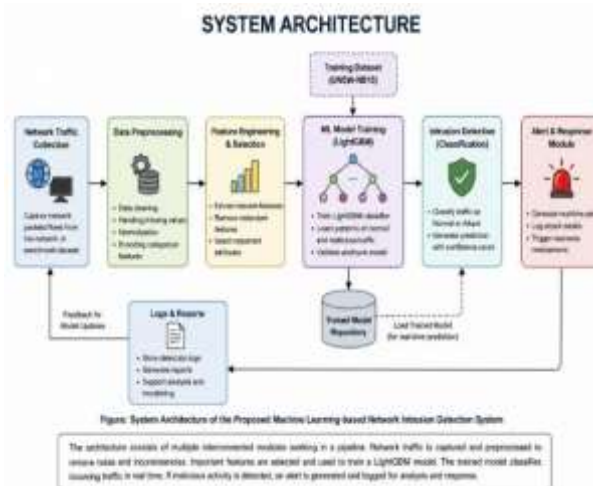 SYSTEM ARCHITECTURE
Training Dataset
(UNSW-NB15)
Network Traffic
Collection
Capture network
packets/flows from
live network or
benchmark dataset
Data Preprocessing
• Data cleaning
• Handling missing values
• Normalization
• Encoding categorical
features
Feature Engineering
& Selection
• Extract relevant features
• Remove redundant
features
• Select important
attributes
ML Model Training
(LightGBM)
• Train LightGBM classifier
• Learn patterns of normal
and malicious traffic
• Validate and tune model
Intrusion Detection
(Classification)
• Classify traffic as
Normal or Attack
• Generate prediction
with confidence score
Alert & Response
Module
• Generate real-time
• Log attack details
• Trigger response
mechanisms
Trained Model
Repository
Load Trained Model
(for real-time prediction)
Feedback for
Model Updates
Logs & Reports
• Store detection logs
• Generate reports
• Support analysis and
monitoring
Figure: System Architecture of the Proposed Machine Learning-based Network Intrusion Detection System
The architecture consists of multiple interconnected modules working in a pipeline. Network traffic is captured and preprocessed to
remove noise and inconsistencies. Important features are selected and used to train a LightGBM model. The trained model classifies
incoming traffic in real time. If malicious activity is detected, an alert is generated and logged for analysis and response.